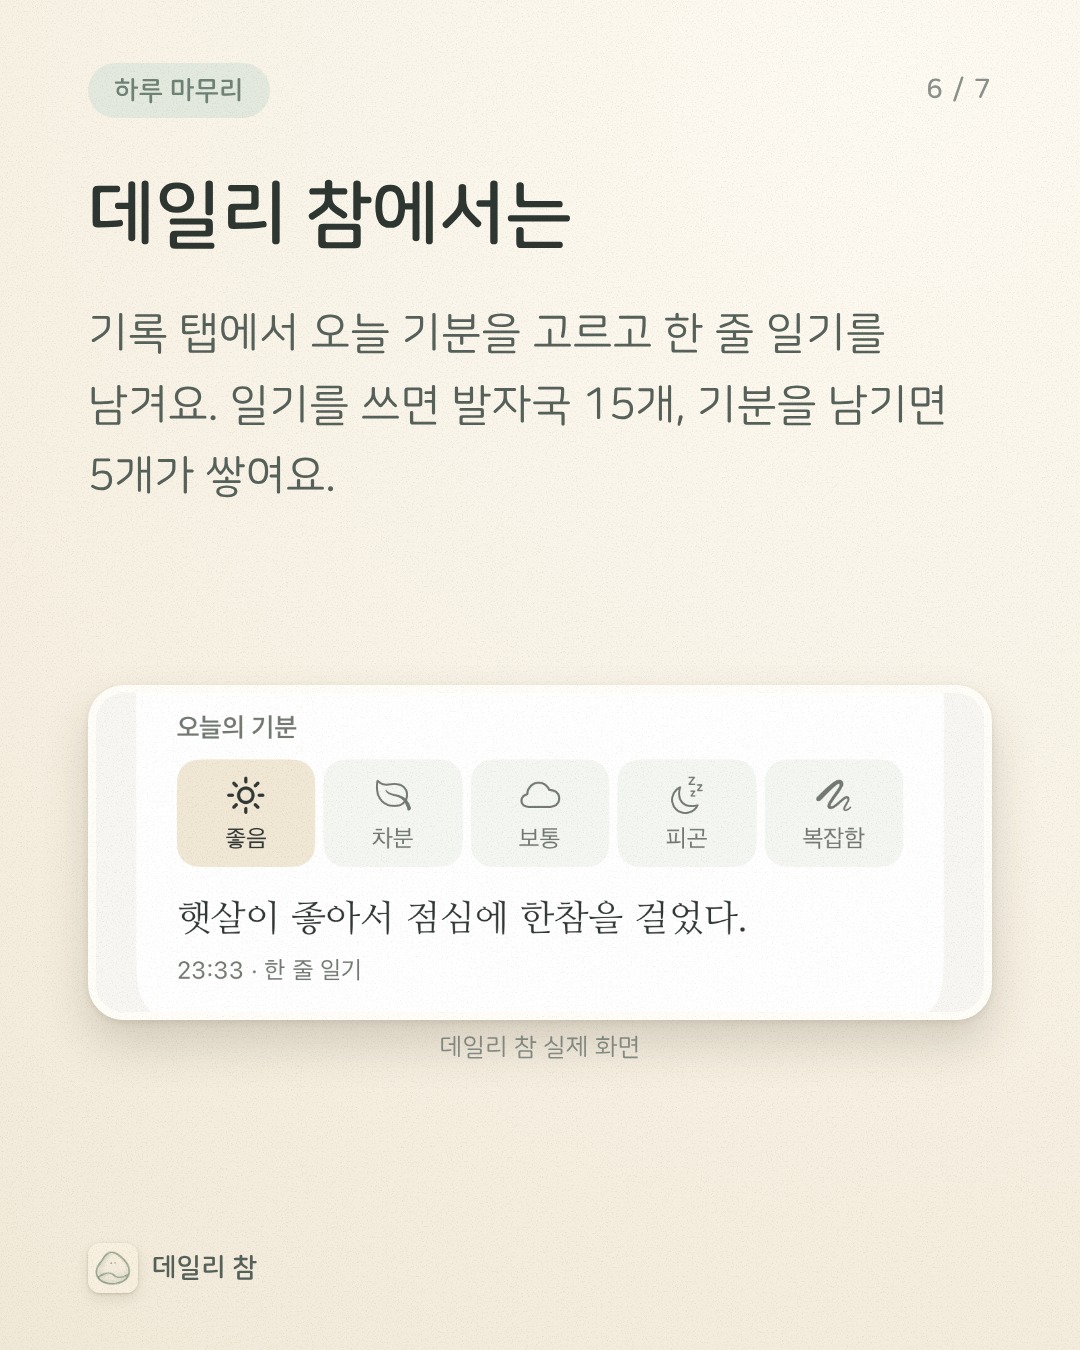 하루 마무리
6 / 7
데일리 참에서는
기록 탭에서 오늘 기분을 고르고 한 줄 일기를
남겨요. 일기를 쓰면 발자국 15개, 기분을 남기면
5개가 쌓여요.
오늘의 기분
좋음 차분 보통 피곤 복잡함
햇살이 좋아서 점심에 한참을 걸었다.
23:33 · 한 줄 일기
데일리 참 실제 화면
데일리 참